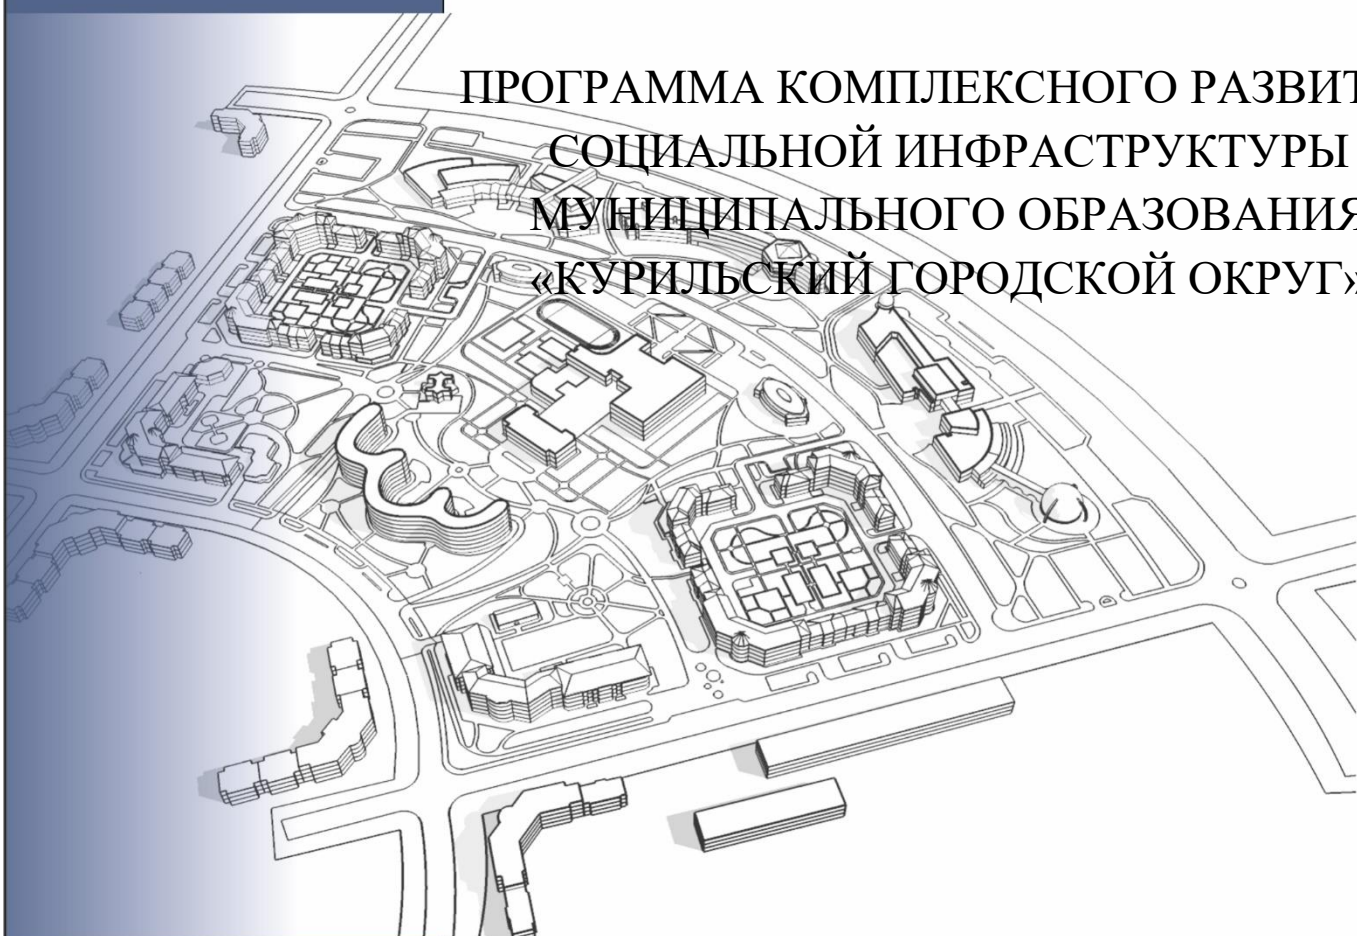 ПРОГРАММА КОМПЛЕКСНОГО РАЗВИТ
СОЦИАЛЬНОЙ ИНФРАСТРУКТУРЫ
МУНИЦИПАЛЬНОГО ОБРАЗОВАНИЯ
«КУРИЛЬСКИЙ ГОРОДСКОЙ ОКРУГ»